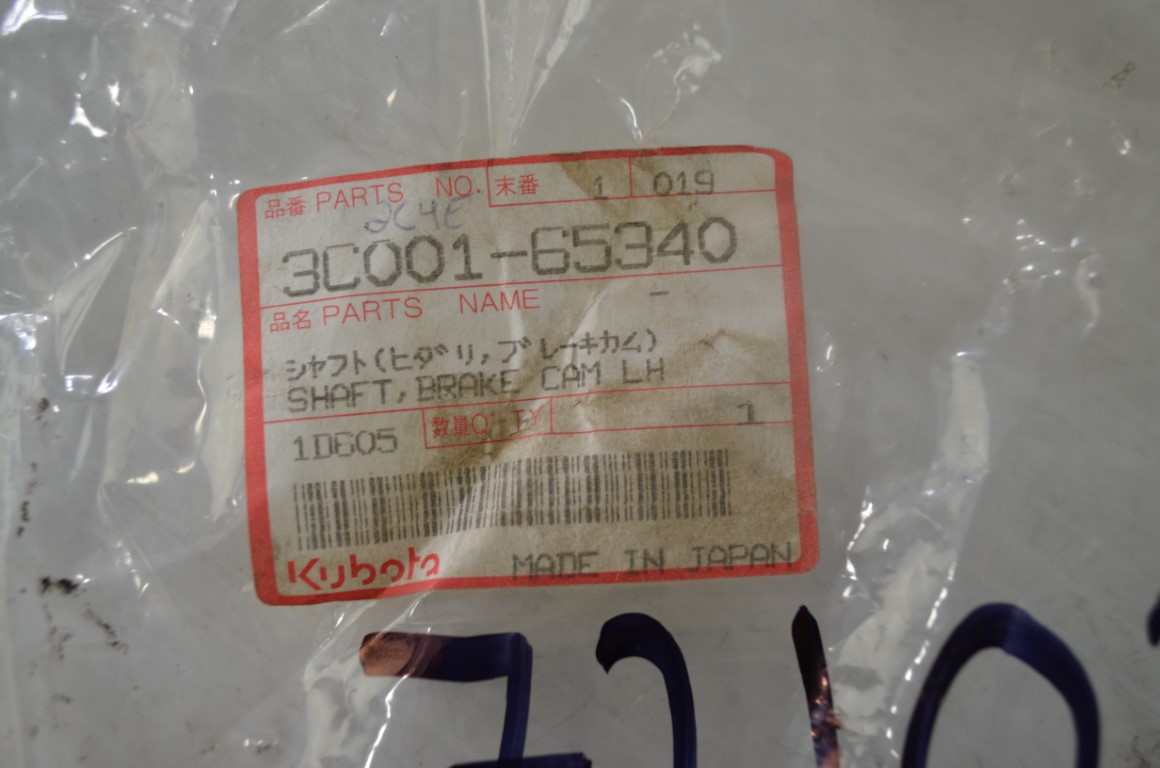 品番 PARTS NO. 末番 1 019
2C4E
3C001-65340
品名 PARTS NAME -
シャフト(ヒダリ,ブレーキカム)
SHAFT, BRAKE CAM LH
1D605 数量Q'TY 1
Kubota MADE IN JAPAN